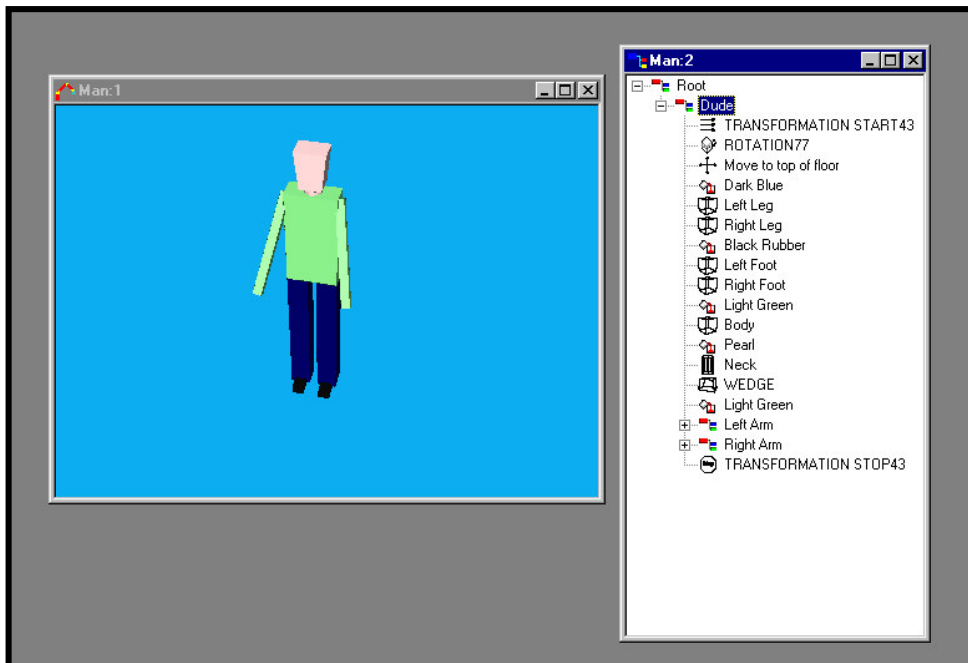 Man:1
Man:2
Root
Dude
TRANSFORMATION START43
ROTATION77
Move to top of floor
Dark Blue
Left Leg
Right Leg
Black Rubber
Left Foot
Right Foot
Light Green
Body
Pearl
Neck
WEDGE
Light Green
Left Arm
Right Arm
TRANSFORMATION STOP43